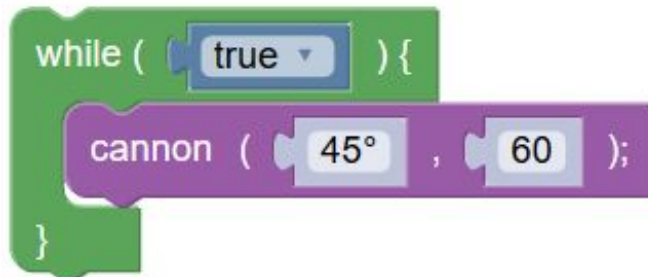 while ( true ▾ ) {
cannon ( 45° , 60 );
}